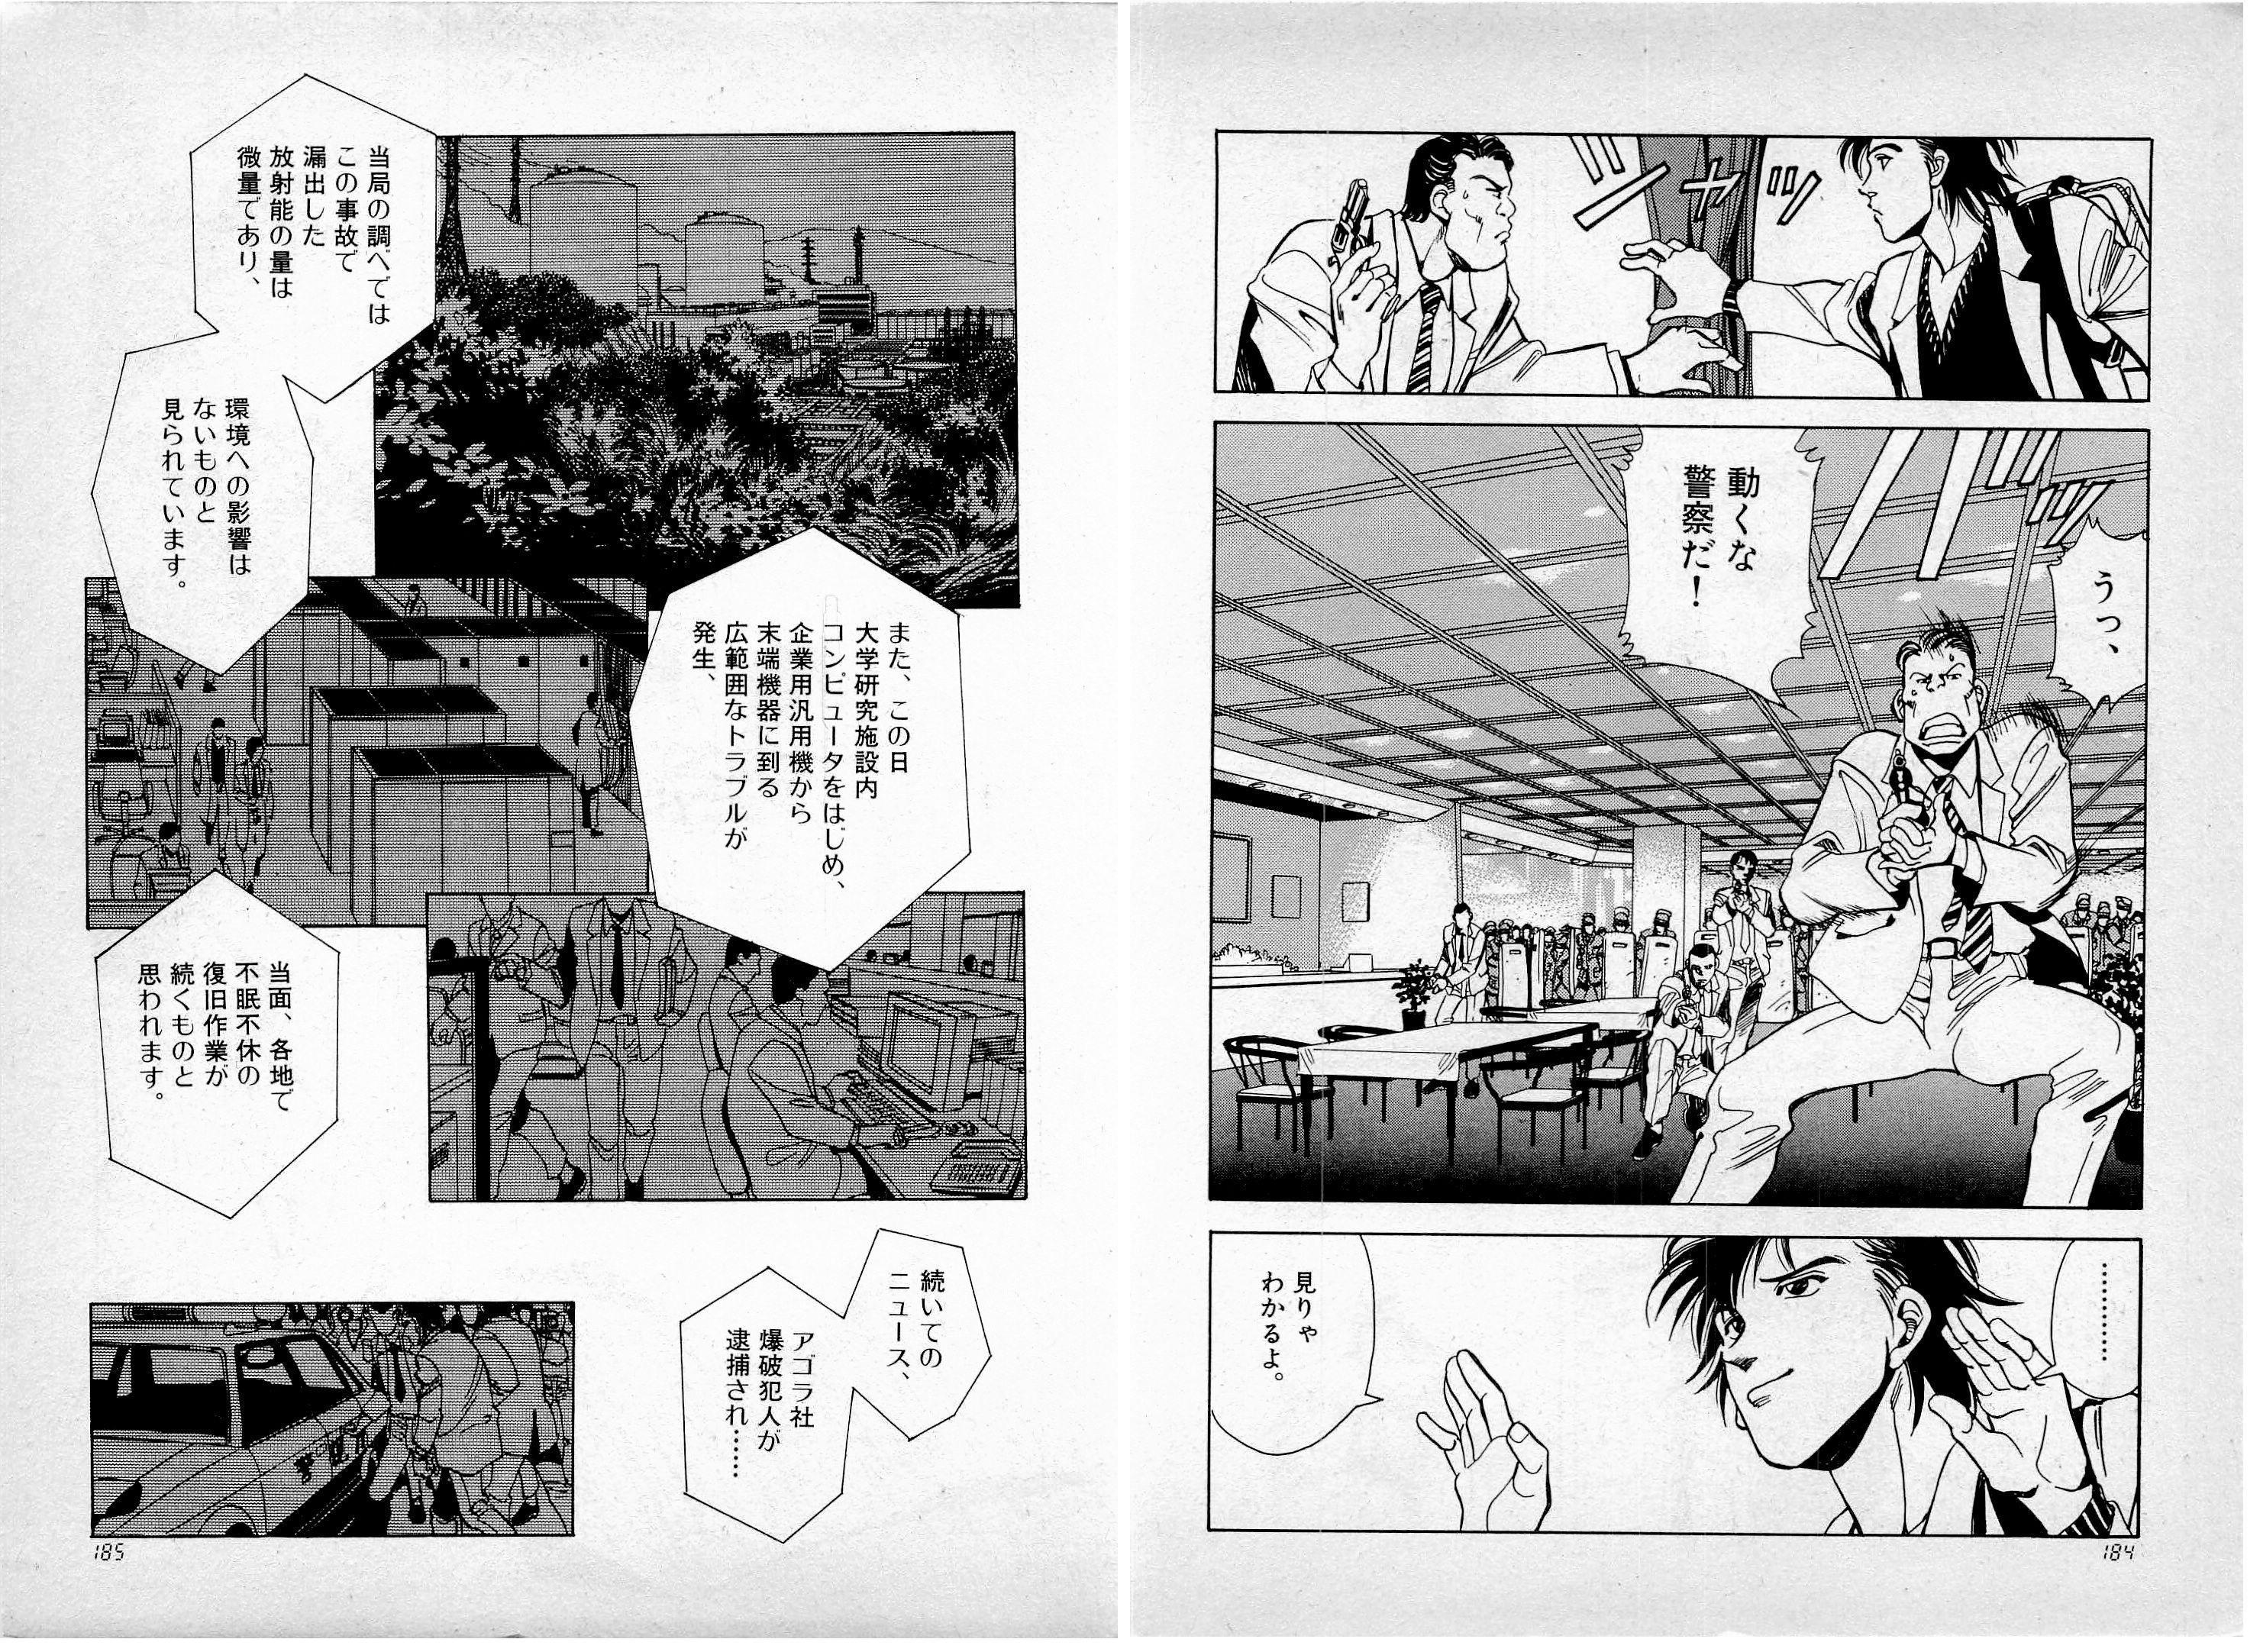 シャッ
うっ、
動くな
警察だ!
…………
見りゃ
わかるよ。
184
当局の調べでは
この事故で
漏出した
放射能の量は
微量であり、
環境への影響は
ないものと
見られています。
また、この日
大学研究施設内
コンピュータをはじめ、
企業用汎用機から
末端機器に到る
広範囲なトラブルが
発生、
当面、各地で
不眠不休の
復旧作業が
続くものと
思われます。
続いての
ニュース、
アゴラ社
爆破犯人が
逮捕され……
185